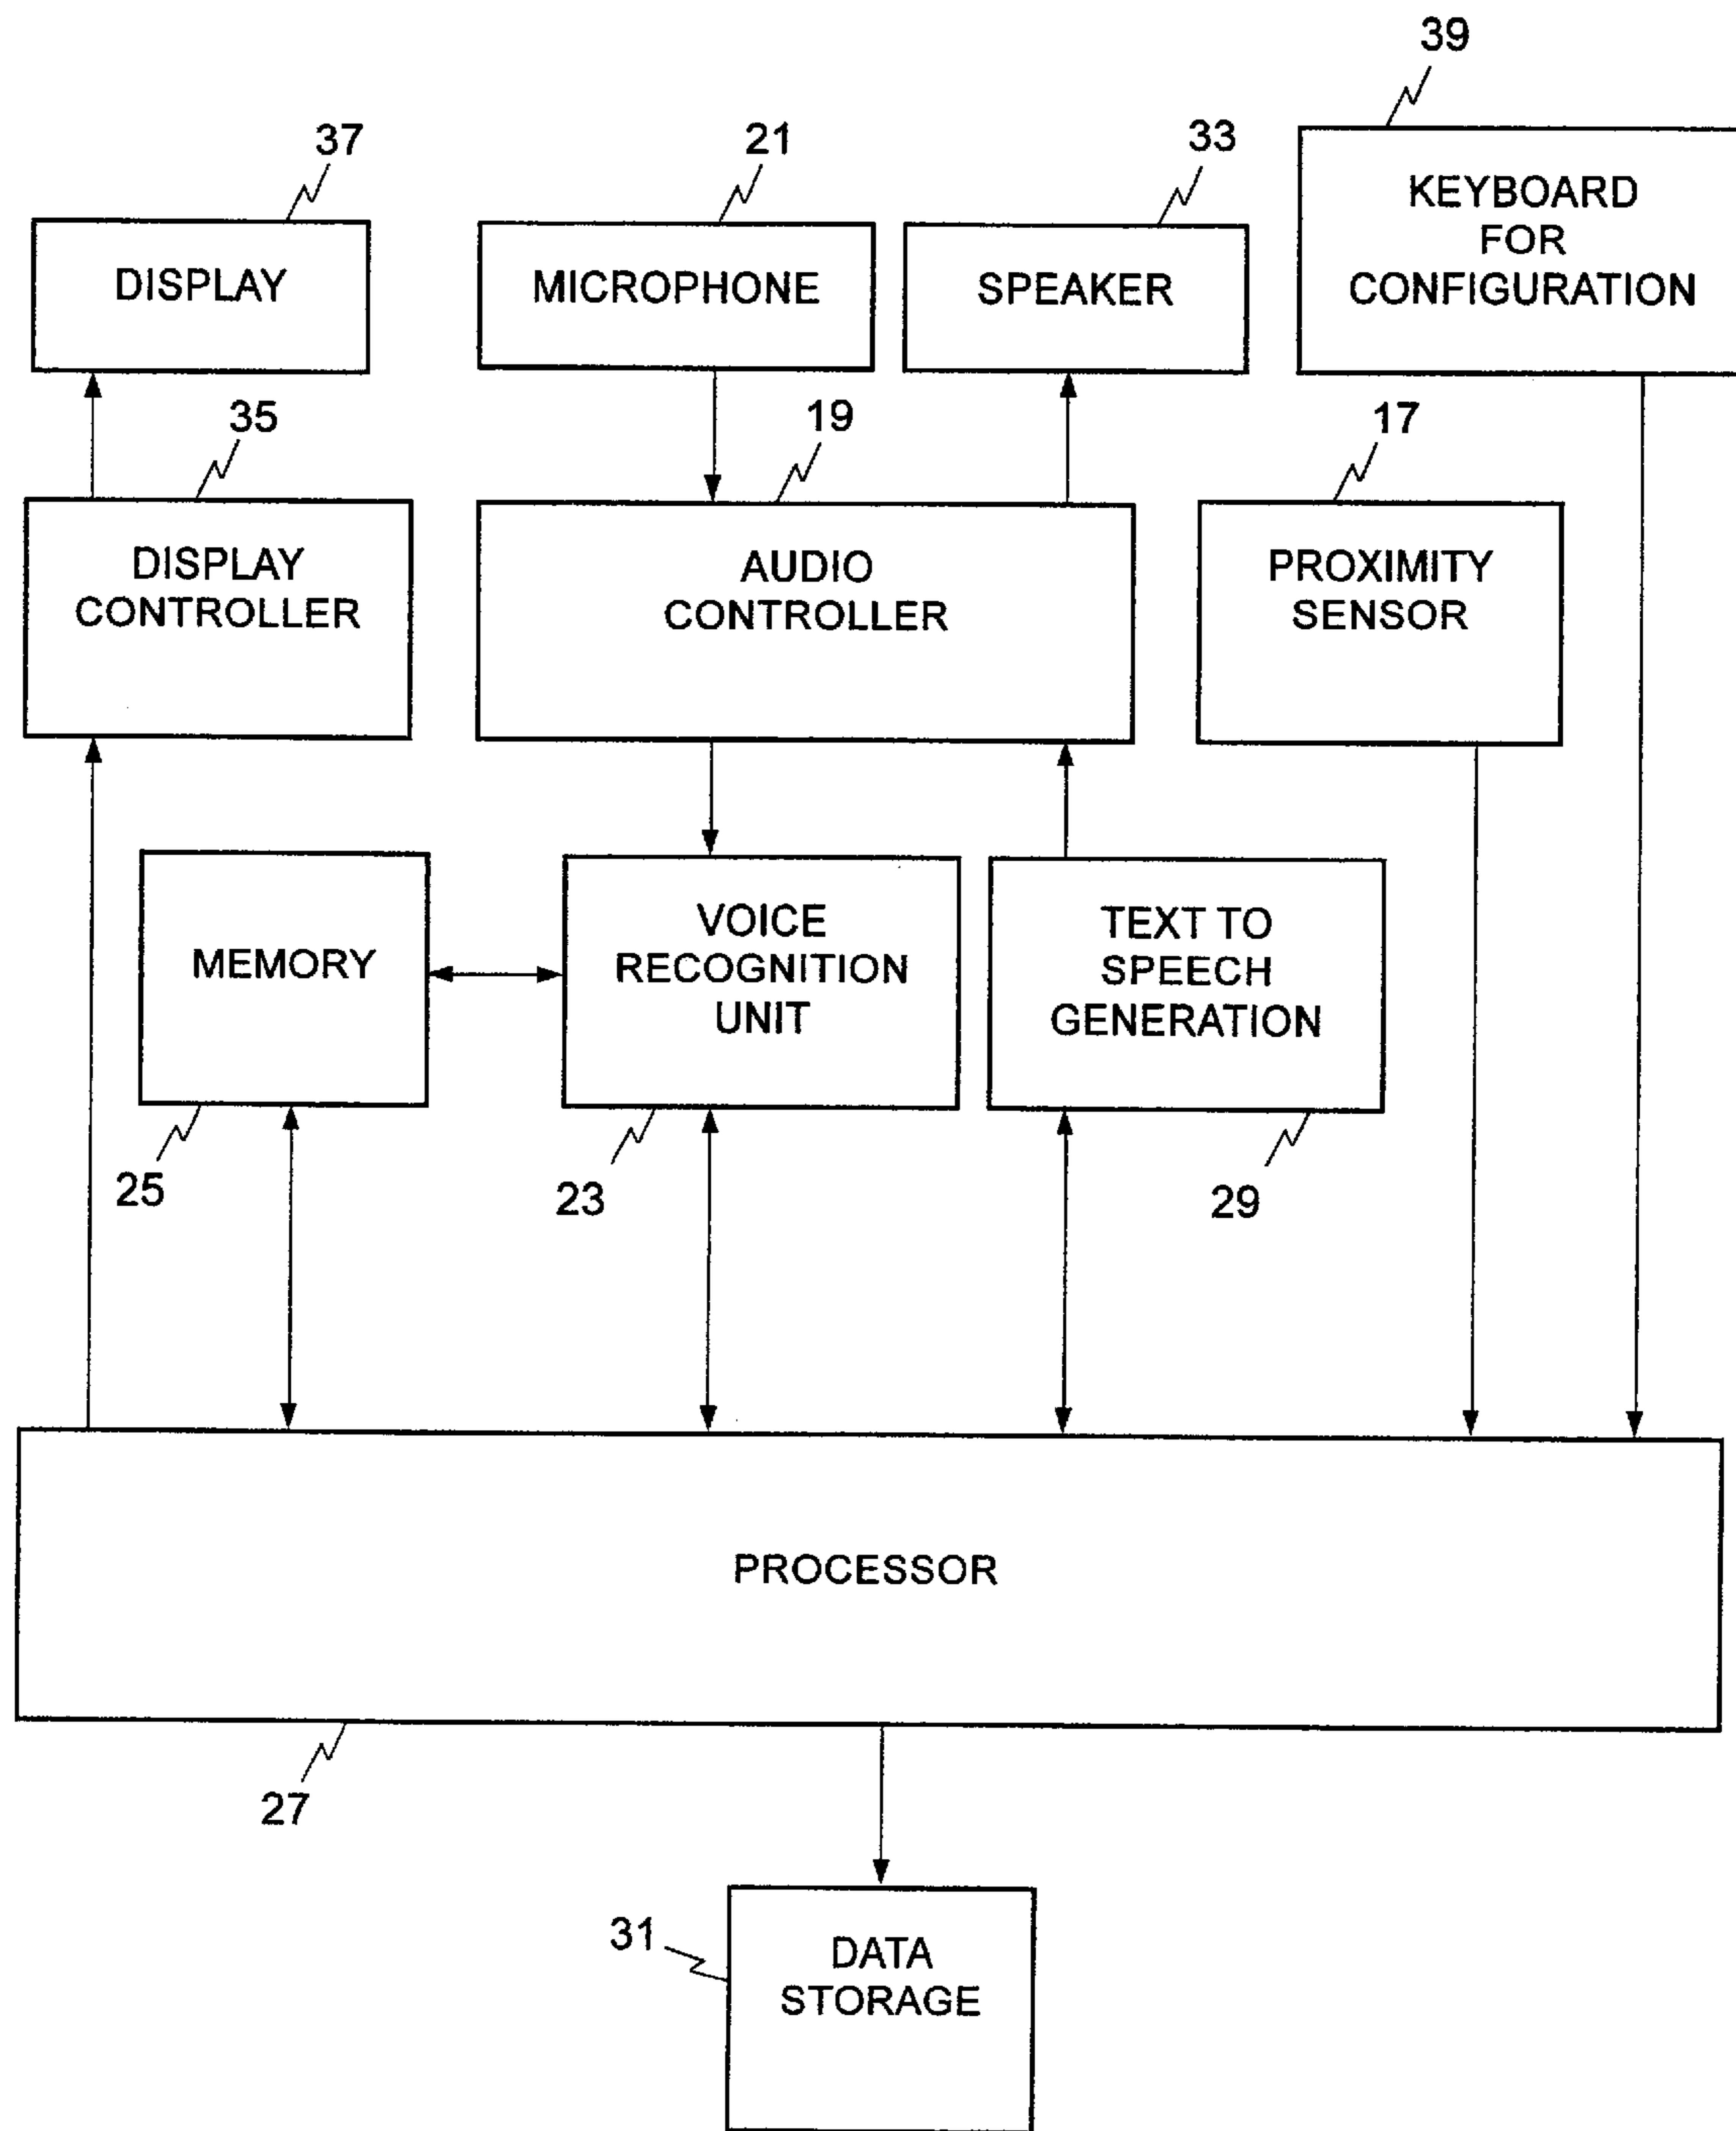 39
37
21
33
KEYBOARD
FOR
CONFIGURATION
DISPLAY
MICROPHONE
SPEAKER
35
19
17
DISPLAY
CONTROLLER
AUDIO
CONTROLLER
PROXIMITY
SENSOR
MEMORY
VOICE
RECOGNITION
UNIT
TEXT TO
SPEECH
GENERATION
25
23
29
PROCESSOR
27
31
DATA
STORAGE